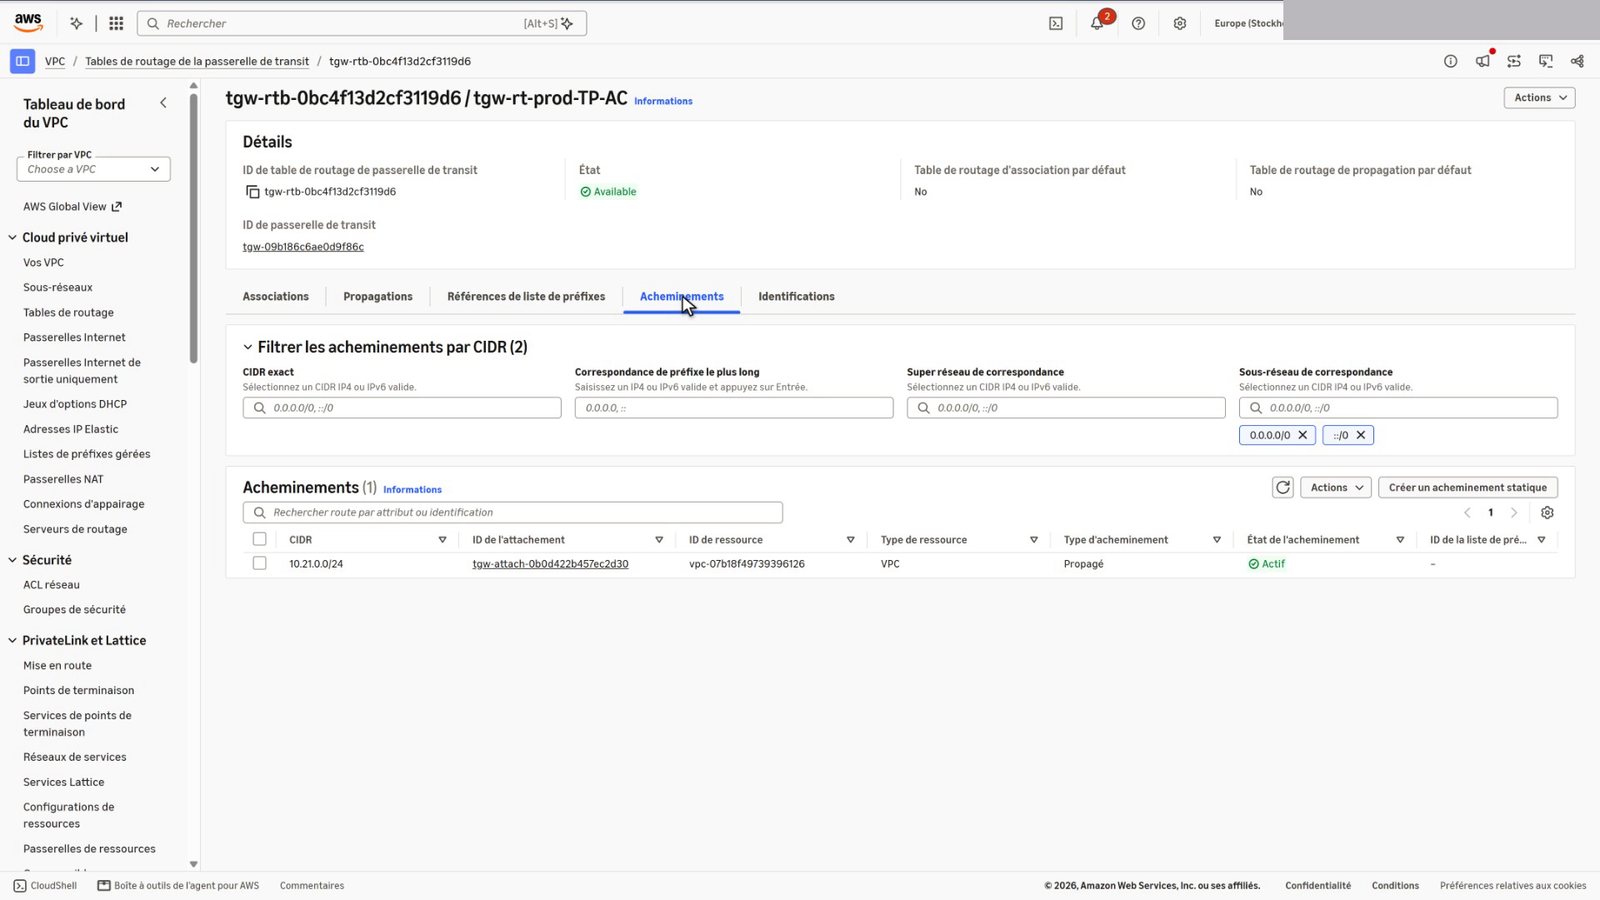 aws
Rechercher
[Alt+S]
2
Europe (Stockh
VPC / Tables de routage de la passerelle de transit / tgw-rtb-0bc4f13d2cf3119d6
Tableau de bord
du VPC
Filtrer par VPC
Choose a VPC
AWS Global View
Cloud privé virtuel
Vos VPC
Sous-réseaux
Tables de routage
Passerelles Internet
Passerelles Internet de
sortie uniquement
Jeux d'options DHCP
Adresses IP Elastic
Listes de préfixes gérées
Passerelles NAT
Connexions d'appairage
Serveurs de routage
Sécurité
ACL réseau
Groupes de sécurité
PrivateLink et Lattice
Mise en route
Points de terminaison
Services de points de
terminaison
Réseaux de services
Services Lattice
Configurations de
ressources
Passerelles de ressources
tgw-rtb-0bc4f13d2cf3119d6 / tgw-rt-prod-TP-AC Informations
Actions
Détails
ID de table de routage de passerelle de transit
tgw-rtb-0bc4f13d2cf3119d6
État
Available
Table de routage d'association par défaut
No
Table de routage de propagation par défaut
No
ID de passerelle de transit
tgw-09b186c6ae0d9f86c
Associations Propagations Références de liste de préfixes Acheminements Identifications
Filtrer les acheminements par CIDR (2)
CIDR exact
Sélectionnez un CIDR IP4 ou IPv6 valide.
0.0.0.0/0, ::/0
Correspondance de préfixe le plus long
Saisissez un IP4 ou IPv6 valide et appuyez sur Entrée.
0.0.0.0, ::
Super réseau de correspondance
Sélectionnez un CIDR IP4 ou IPv6 valide.
0.0.0.0/0, ::/0
Sous-réseau de correspondance
Sélectionnez un CIDR IP4 ou IPv6 valide.
0.0.0.0/0, ::/0
0.0.0.0/0 ::/0
Acheminements (1) Informations
Actions Créer un acheminement statique
Rechercher route par attribut ou identification
1
CIDR ID de l'attachement ID de ressource Type de ressource Type d'acheminement État de l'acheminement ID de la liste de pré...
10.21.0.0/24 tgw-attach-0b0d422b457ec2d30 vpc-07b18f49739396126 VPC Propagé Actif –
CloudShell Boîte à outils de l'agent pour AWS Commentaires
© 2026, Amazon Web Services, Inc. ou ses affiliés. Confidentialité Conditions Préférences relatives aux cookies